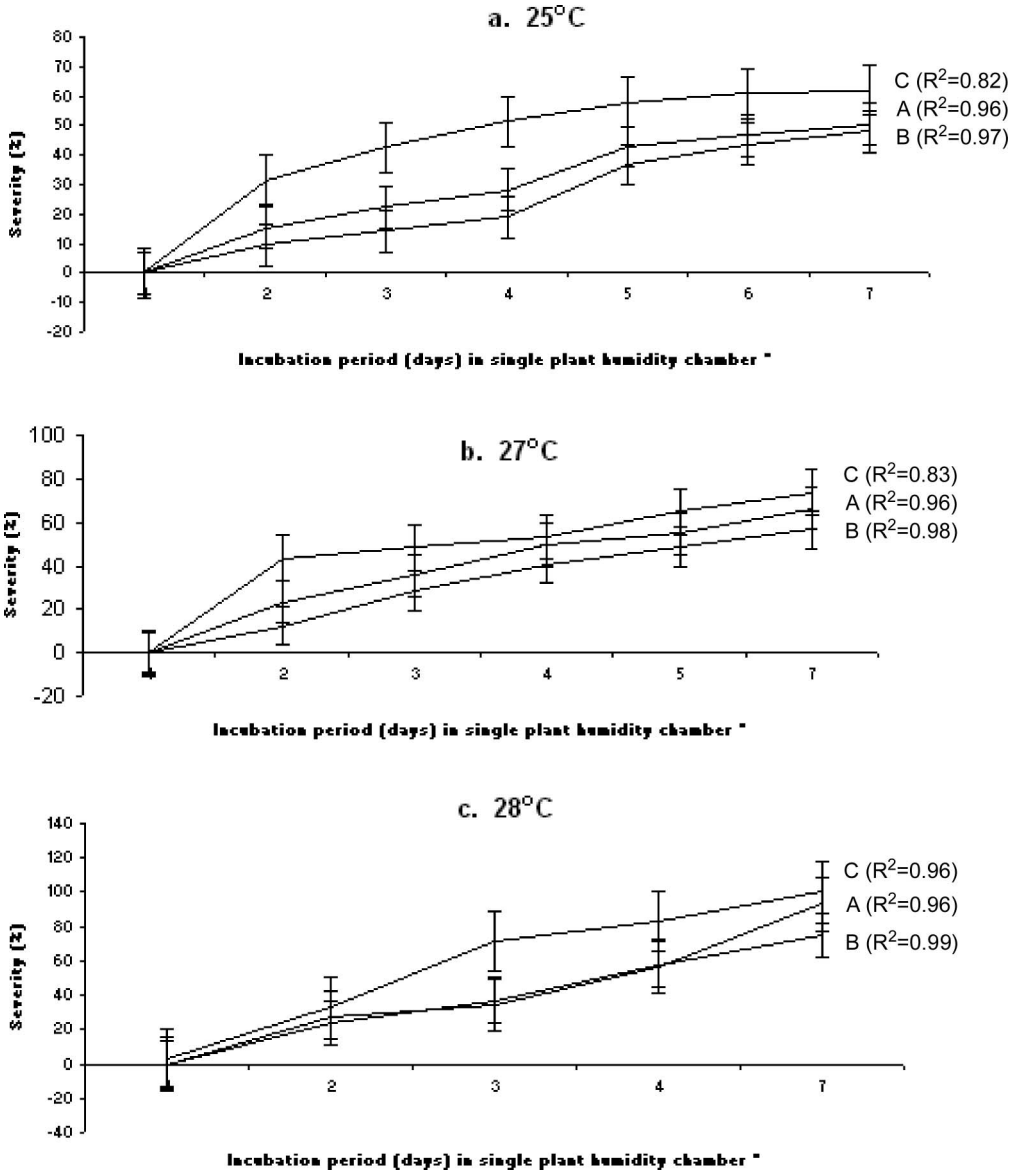 a. 25°C
80
70
60
50
40
30
20
10
0
-10
-20
Severity (%)
2 3 4 5 6 7
C (R²=0.82)
A (R²=0.96)
B (R²=0.97)
Incubation period (days) in single plant humidity chamber "
b. 27°C
100
80
60
40
20
0
-20
Severity (%)
2 3 4 5 7
C (R²=0.83)
A (R²=0.96)
B (R²=0.98)
Incubation period (days) in single plant humidity chamber "
c. 28°C
140
120
100
80
60
40
20
0
-20
-40
Severity (%)
2 3 4 7
C (R²=0.96)
A (R²=0.96)
B (R²=0.99)
Incubation period (days) in single plant humidity chamber "